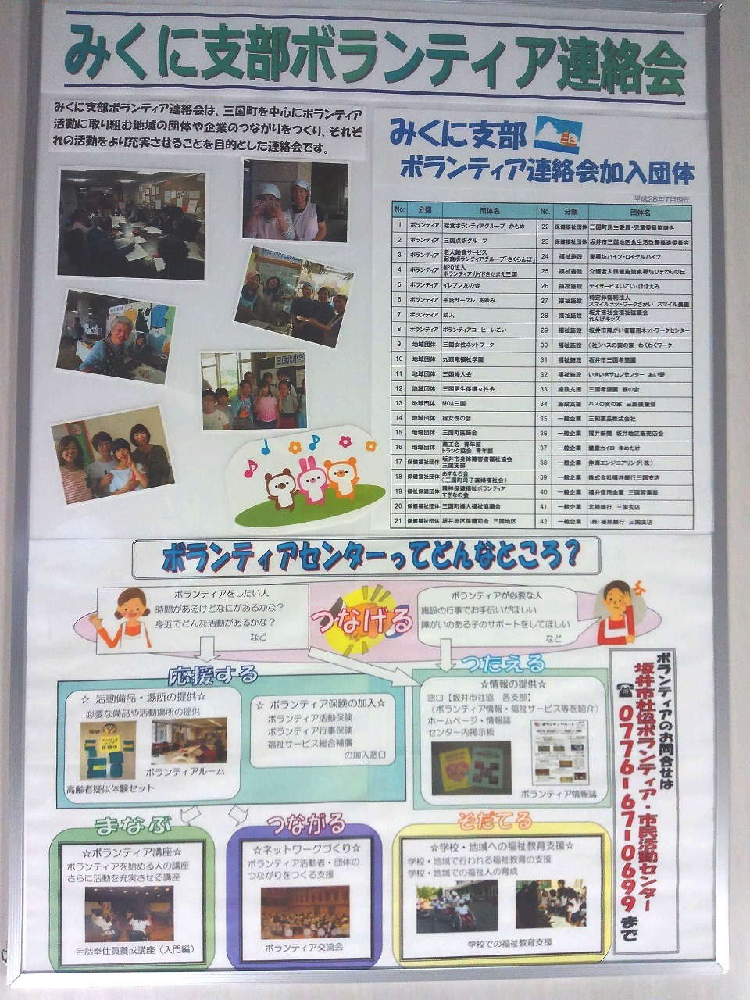 みくに支部ボランティア連絡会
みくに支部ボランティア連絡会は、三国町を中心にボランティア
活動に取り組む地域の団体や企業のつながりをつくり、それぞ
れの活動をより充実させることを目的とした連絡会です。
三国北小学
みくに支部
ボランティア連絡会加入団体
平成28年7月現在
No. 分類 団体名 No. 分類 団体名
1 ボランティア 給食ボランティアグループ かもめ 22 保健福祉団体 三国町民生委員・児童委員協議会
2 ボランティア 三国点訳グループ 23 保健福祉団体 坂井市三国地区食生活改善推進委員会
3 ボランティア 老人給食サービス 配食ボランティアグループ「さくらんぼ」 24 福祉施設 東尋坊ハイツ・ロイヤルハイツ
4 ボランティア NPO法人 ボランティアガイドきたまえ三国 25 福祉施設 介護老人保健施設東尋坊ひまわりの丘
5 ボランティア イレブン友の会 26 福祉施設 デイサービスいこい・ほほえみ
6 ボランティア 手話サークル あゆみ 27 福祉施設 特定非営利法人 スマイルネットワークさかい スマイル農園
7 ボランティア 助人 28 福祉施設 坂井市社会福祉協議会 れんげキッズ
8 ボランティア ボランティアコーヒーいこい 29 福祉施設 坂井市障がい者雇用ネットワークセンター
9 地域団体 三国女性ネットワーク 30 福祉施設 (社)ハスの実の家 わくわくワーク
10 地域団体 九頭竜福祉学園 31 福祉施設 坂井市三国希望園
11 地域団体 三国婦人会 32 福祉施設 いきいきサロンセンター あい愛
12 地域団体 三国更生保護女性会 33 施設支援 三国希望園 親の会
13 地域団体 MOA三国 34 施設支援 ハスの実の家 三国後援会
14 地域団体 宿女性の会 35 一般企業 三和薬品株式会社
15 地域団体 三国町医師会 36 一般企業 福井新聞 坂井地区販売店会
16 地域団体 商工会 青年部 トラック協会 青年部 37 一般企業 健康カイロ ゆめたけ
17 保健福祉団体 坂井市身体障害者福祉協会 三国支部 38 一般企業 伸海エンジニアリング(株)
18 保健福祉団体 あすなろ会 (三国町母子寡婦福祉会) 39 一般企業 株式会社福井銀行三国支店
19 福祉保健団体 精神保健福祉ボランティア すぎなの会 40 一般企業 福井信用金庫 三国営業部
20 保健福祉団体 三国町婦人福祉協議会 41 一般企業 北陸銀行 三国支店
21 保健福祉団体 坂井地区保護司会 三国地区 42 一般企業 (株)福邦銀行 三国支店
ボランティアセンターってどんなところ?
ボランティアをしたい人
時間があるけどなにがあるかな?
身近でどんな活動があるかな?
など
つなげる
ボランティアが必要な人
施設の行事でお手伝いがほしい
障がいのある子のサポートをしてほしい
など
応援する
☆ 活動備品・場所の提供☆
必要な備品や活動場所の提供
体験中
ボランティアルーム
高齢者疑似体験セット
☆ ボランティア保険の加入☆
ボランティア活動保険
ボランティア行事保険
福祉サービス総合補償
の加入窓口
つたえる
☆情報の提供☆
窓口【坂井市社協 各支部】
(ボランティア情報・福祉サービス等を紹介)
ホームページ・情報誌
センター内掲示板
ボランティア情報誌
ボランティアのお問合せは
坂井市社協ボランティア・市民活動センター
☎0776-67-0699まで
まなぶ
☆ボランティア講座☆
ボランティアを始める人の講座
さらに活動を充実させる講座
手話奉仕員養成講座(入門編)
つながる
☆ネットワークづくり☆
ボランティア活動者・団体の
つながりをつくる支援
ボランティア交流会
そだてる
☆学校・地域への福祉教育支援☆
学校・地域で行われる福祉教育の支援
学校・地域での福祉人の育成
学校での福祉教育支援